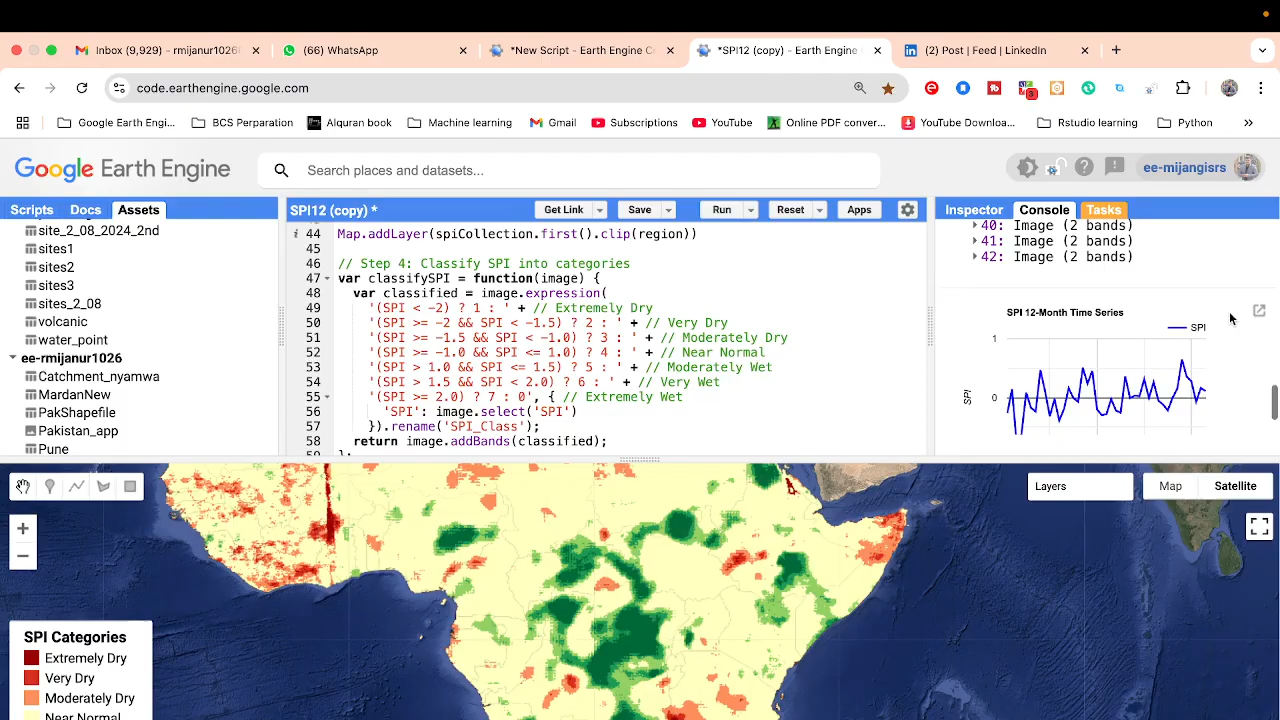 Inbox (9,929) - rmijanur1026
(66) WhatsApp
*New Script - Earth Engine C
*SPI12 (copy) - Earth Engine
(2) Post | Feed | LinkedIn
code.earthengine.google.com
3
Google Earth Engi...
BCS Perparation
Alquran book
Machine learning
Gmail
Subscriptions
YouTube
Online PDF conver...
YouTube Downloa...
Rstudio learning
Python
Google Earth Engine
Search places and datasets...
ee-mijangisrs
Scripts
Docs
Assets
SPI12 (copy) *
Get Link
Save
Run
Reset
Apps
Inspector
Console
Tasks
site_2_08_2024_2nd
sites1
sites2
sites3
sites_2_08
volcanic
water_point
ee-rmijanur1026
Catchment_nyamwa
MardanNew
PakShapefle
Pakistan_app
Pune
i 44 Map.addLayer(spiCollection.first().clip(region))
45
46 // Step 4: Classify SPI into categories
47 var classifySPI = function(image) {
48 var classified = image.expression(
49 '(SPI < -2) ? 1 : ' + // Extremely Dry
50 '(SPI >= -2 && SPI < -1.5) ? 2 : ' + // Very Dry
51 '(SPI >= -1.5 && SPI < -1.0) ? 3 : ' + // Moderately Dry
52 '(SPI >= -1.0 && SPI <= 1.0) ? 4 : ' + // Near Normal
53 '(SPI > 1.0 && SPI <= 1.5) ? 5 : ' + // Moderately Wet
54 '(SPI > 1.5 && SPI < 2.0) ? 6 : ' + // Very Wet
55 '(SPI >= 2.0) ? 7 : 0', { // Extremely Wet
56 'SPI': image.select('SPI')
57 }).rename('SPI_Class');
58 return image.addBands(classified);
59 };
40: Image (2 bands)
41: Image (2 bands)
42: Image (2 bands)
SPI 12-Month Time Series
SPI
1
SPI
0
Layers
Map
Satellite
SPI Categories
Extremely Dry
Very Dry
Moderately Dry
Near Normal